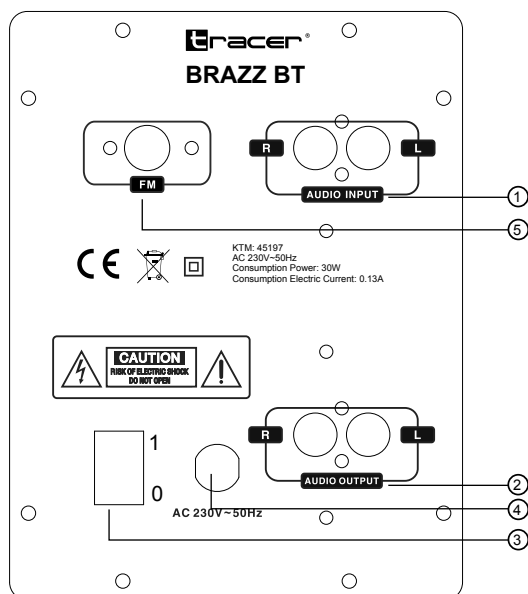 tracer®
BRAZZ BT
FM
R
L
AUDIO INPUT
1
5
CE
KTM: 45197
AC 230V~50Hz
Consumption Power: 30W
Consumption Electric Current: 0.13A
CAUTION
RISK OF ELECTRIC SHOCK
DO NOT OPEN
R
L
AUDIO OUTPUT
1
0
AC 230V~50Hz
2
4
3